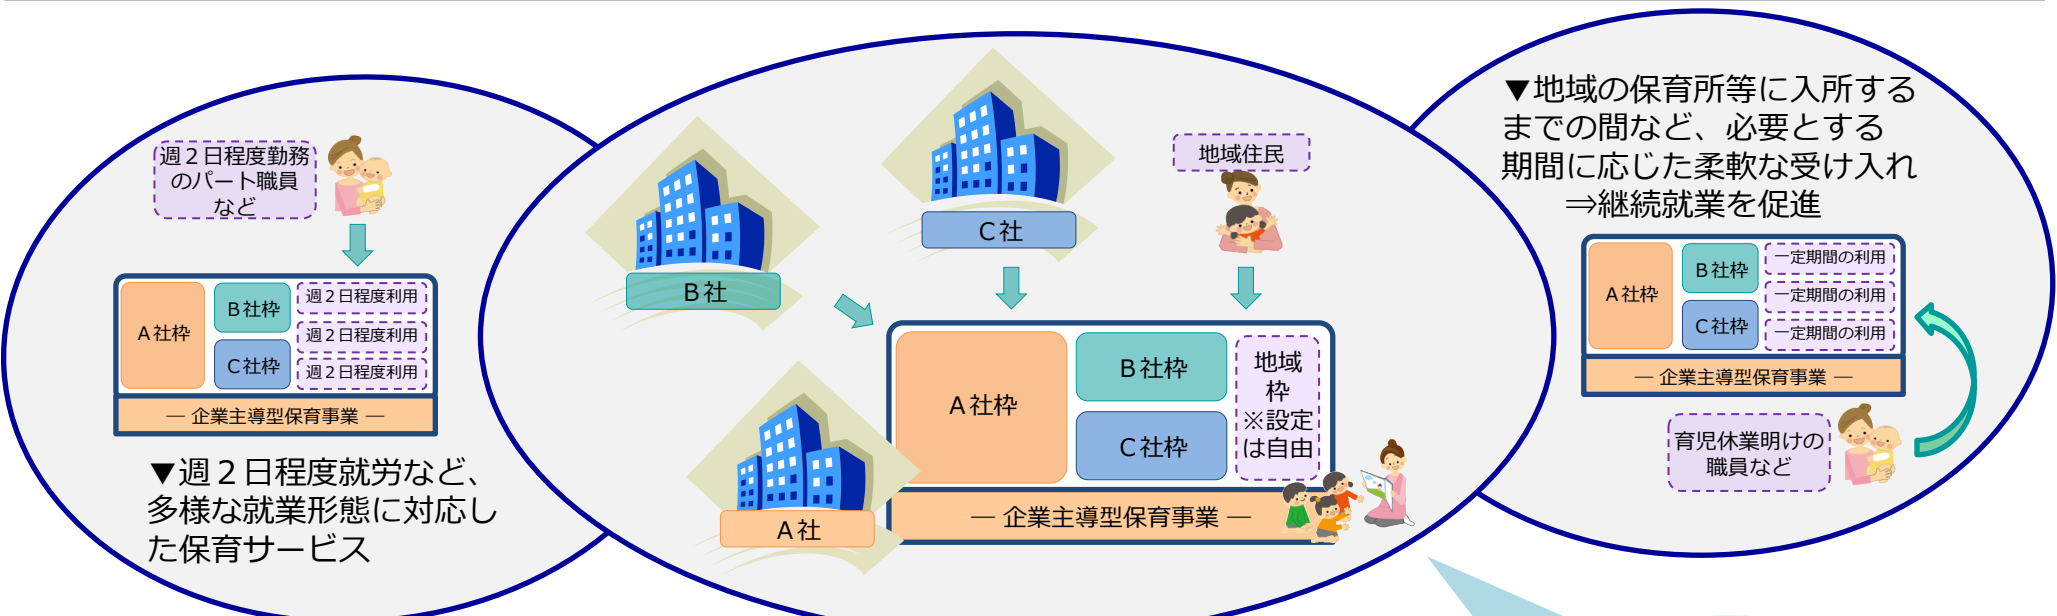 週２日程度勤務
のパート職員
など
A社枠
B社枠
C社枠
週２日程度利用
週２日程度利用
週２日程度利用
― 企業主導型保育事業 ―
▼週２日程度就労など、
多様な就業形態に対応し
た保育サービス
B社
C社
地域住民
A社
A社枠
B社枠
C社枠
地域
枠
※設定
は自由
― 企業主導型保育事業 ―
▼地域の保育所等に入所する
までの間など、必要とする
期間に応じた柔軟な受け入れ
⇒継続就業を促進
A社枠
B社枠
C社枠
一定期間の利用
一定期間の利用
一定期間の利用
― 企業主導型保育事業 ―
育児休業明けの
職員など